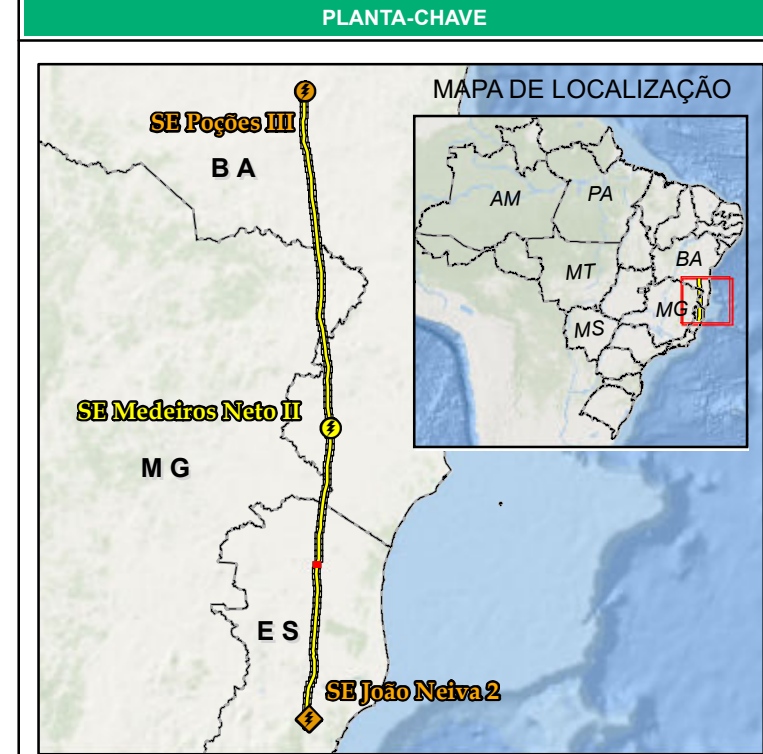 PLANTA-CHAVE
MAPA DE LOCALIZAÇÃO
SE Poções III
B A
AM
PA
BA
MT
MG
MS
SE Medeiros Neto II
M G
E S
SE João Neiva 2